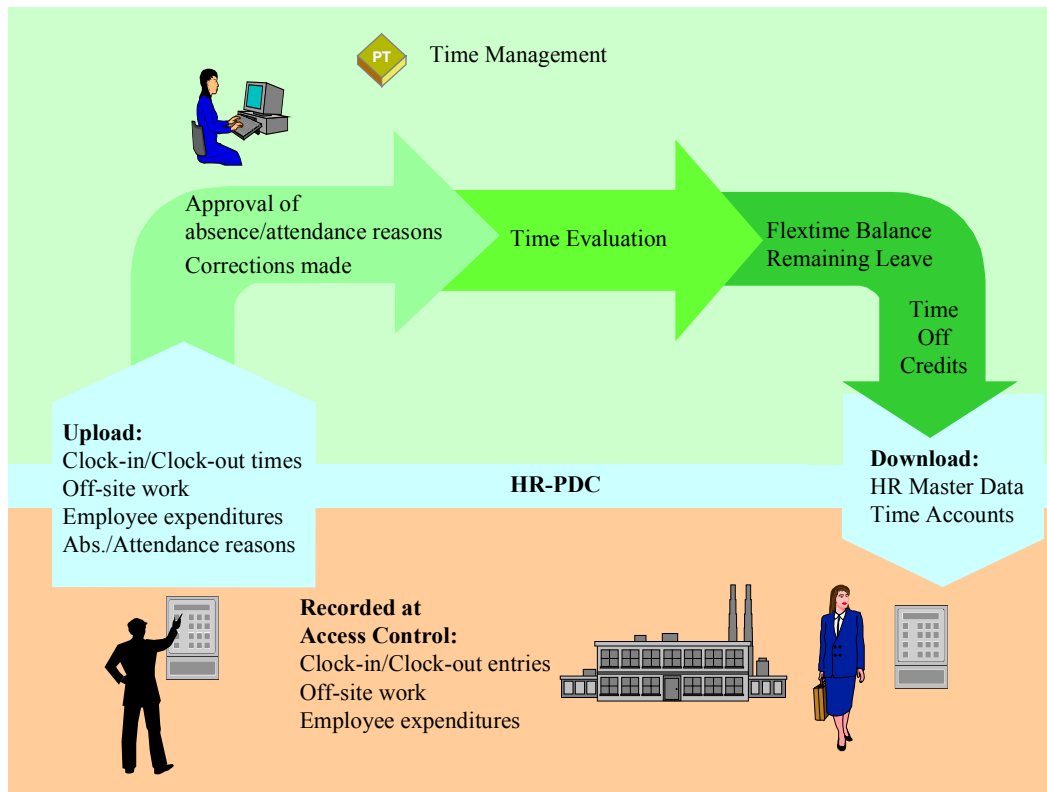 PT
Time Management
Approval of
absence/attendance reasons
Corrections made
Time Evaluation
Flextime Balance
Remaining Leave
Time
Off
Credits
Upload:
Clock-in/Clock-out times
Off-site work
Employee expenditures
Abs./Attendance reasons
HR-PDC
Download:
HR Master Data
Time Accounts
Recorded at
Access Control:
Clock-in/Clock-out entries
Off-site work
Employee expenditures